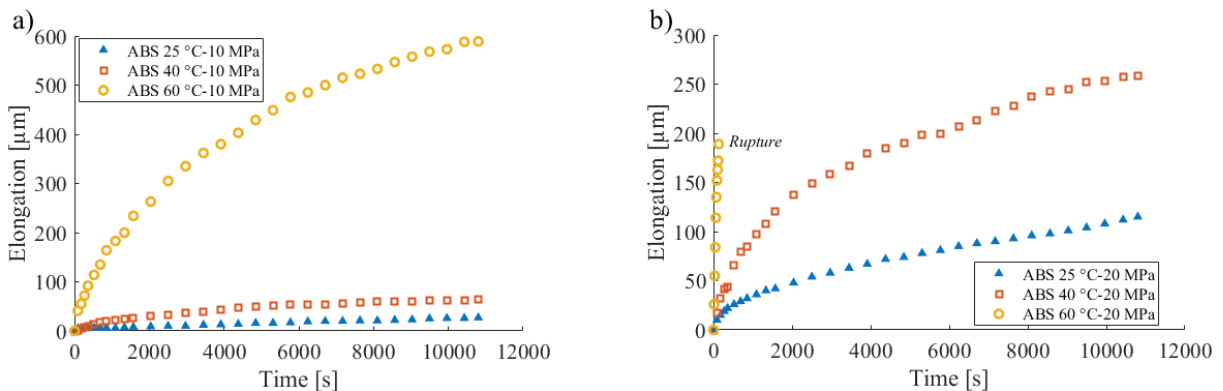 a)
ABS 25 °C-10 MPa
ABS 40 °C-10 MPa
ABS 60 °C-10 MPa
600
500
400
300
200
100
0
Elongation [µm]
0 2000 4000 6000 8000 10000 12000
Time [s]
b)
300
250
200
150
100
50
0
Elongation [µm]
Rupture
ABS 25 °C-20 MPa
ABS 40 °C-20 MPa
ABS 60 °C-20 MPa
0 2000 4000 6000 8000 10000 12000
Time [s]